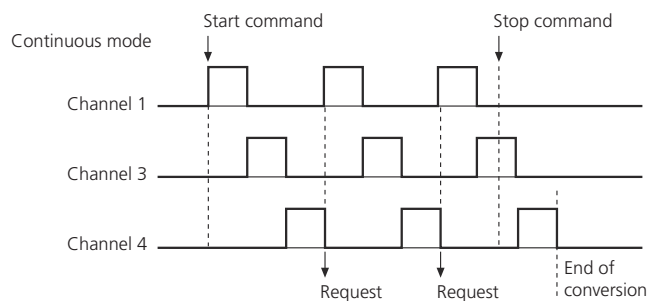 Start command
Stop command
Continuous mode
Channel 1
Channel 3
Channel 4
Request
Request
End of
conversion